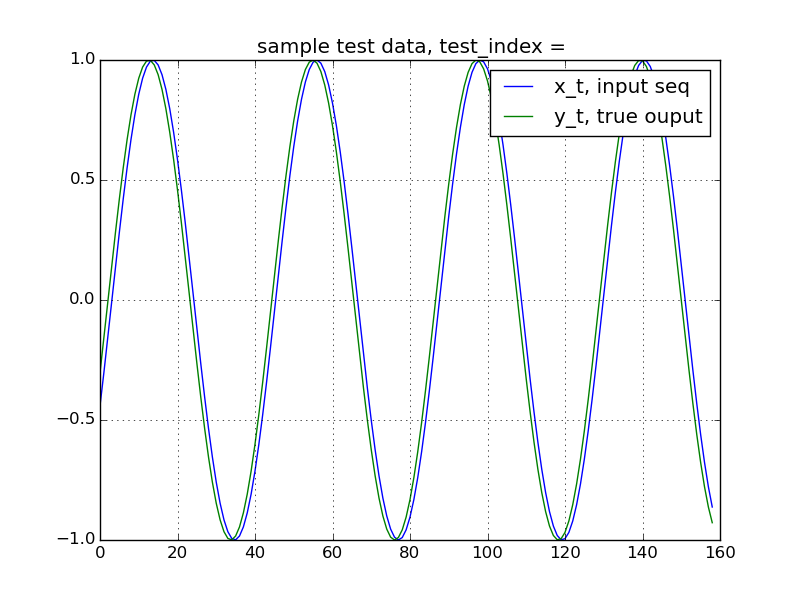 sample test data, test_index =
x_t, input seq
y_t, true ouput
1.0
0.5
0.0
−0.5
−1.0
0 20 40 60 80 100 120 140 160